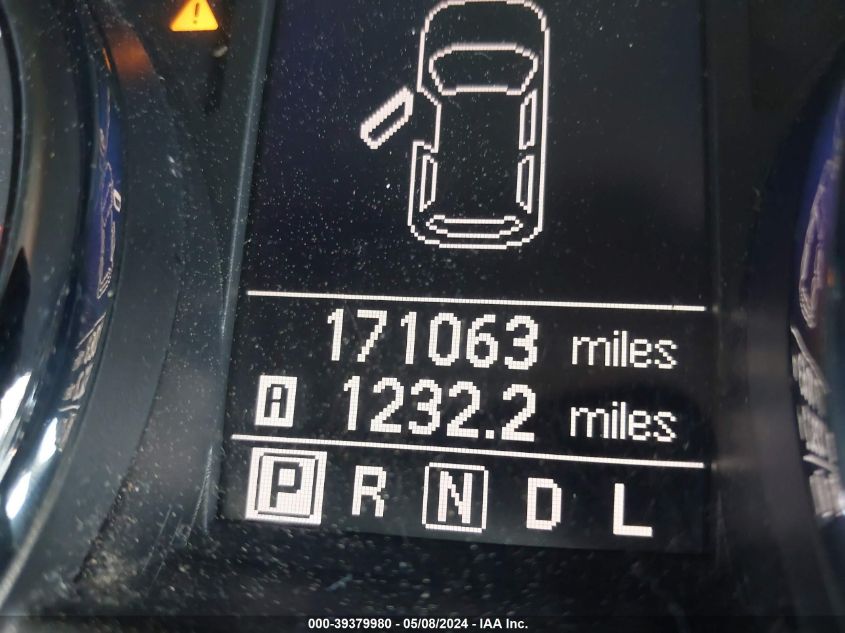 171063 miles
A 1232.2 miles
P R N D L
000-39379980 - 05/08/2024 - IAA Inc.